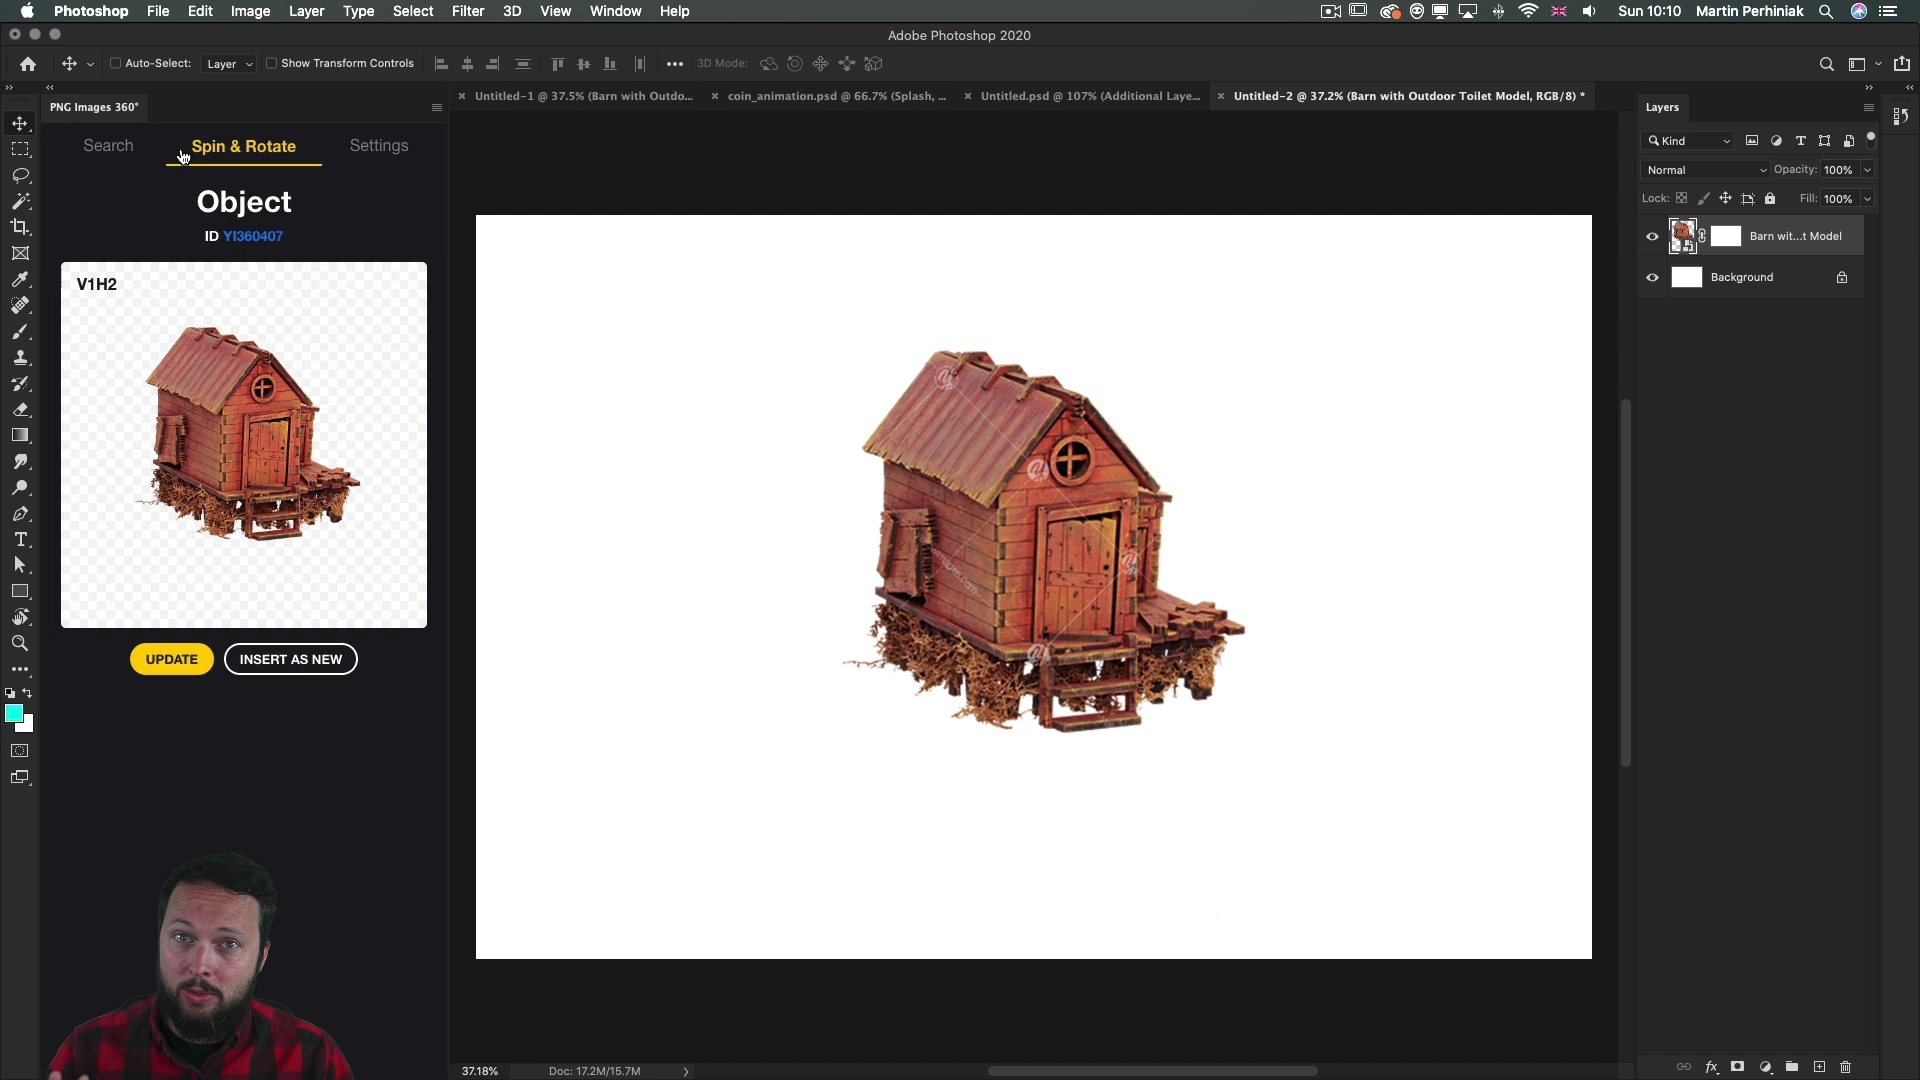 Photoshop File Edit Image Layer Type Select Filter 3D View Window Help
Sun 10:10 Martin Perhiniak
Adobe Photoshop 2020
Auto-Select: Layer Show Transform Controls 3D Mode:
PNG Images 360°
Untitled-1 @ 37.5% (Barn with Outdo...
coin_animation.psd @ 66.7% (Splash, ...
Untitled.psd @ 107% (Additional Laye...
Untitled-2 @ 37.2% (Barn with Outdoor Toilet Model, RGB/8) *
Layers
Search Spin & Rotate Settings
Kind
Normal Opacity: 100%
Lock: Fill: 100%
Object
ID YI360407
V1H2
Barn wit...t Model
Background
UPDATE INSERT AS NEW
37.18% Doc: 17.2M/15.7M
fx